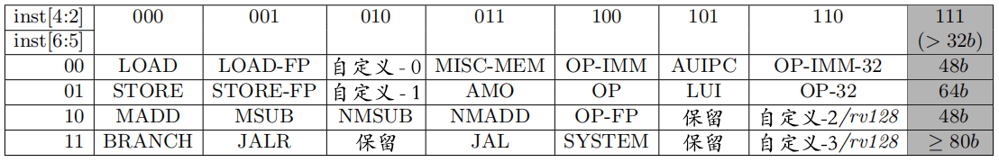 inst[4:2] 000 001 010 011 100 101 110 111
inst[6:5] (> 32b)
00 LOAD LOAD-FP 自定义 - 0 MISC-MEM OP-IMM AUIPC OP-IMM-32 48b
01 STORE STORE-FP 自定义 - 1 AMO OP LUI OP-32 64b
10 MADD MSUB NMSUB NMADD OP-FP 保留 自定义-2/rv128 48b
11 BRANCH JALR 保留 JAL SYSTEM 保留 自定义-3/rv128 ≥ 80b